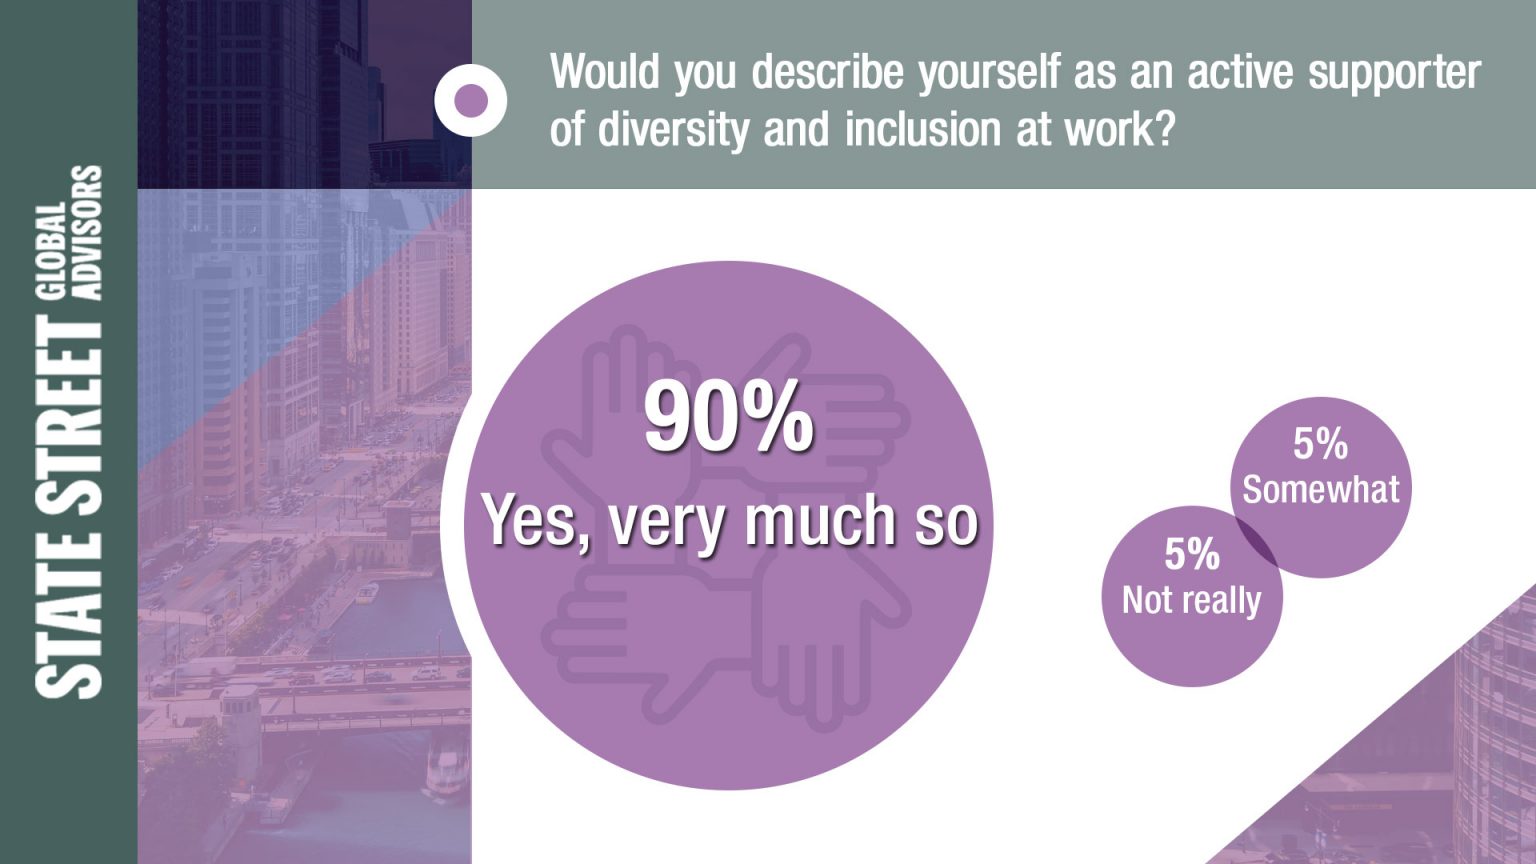 STATE STREET
GLOBAL
ADVISORS
Would you describe yourself as an active supporter
of diversity and inclusion at work?
90%
Yes, very much so
5%
Somewhat
5%
Not really